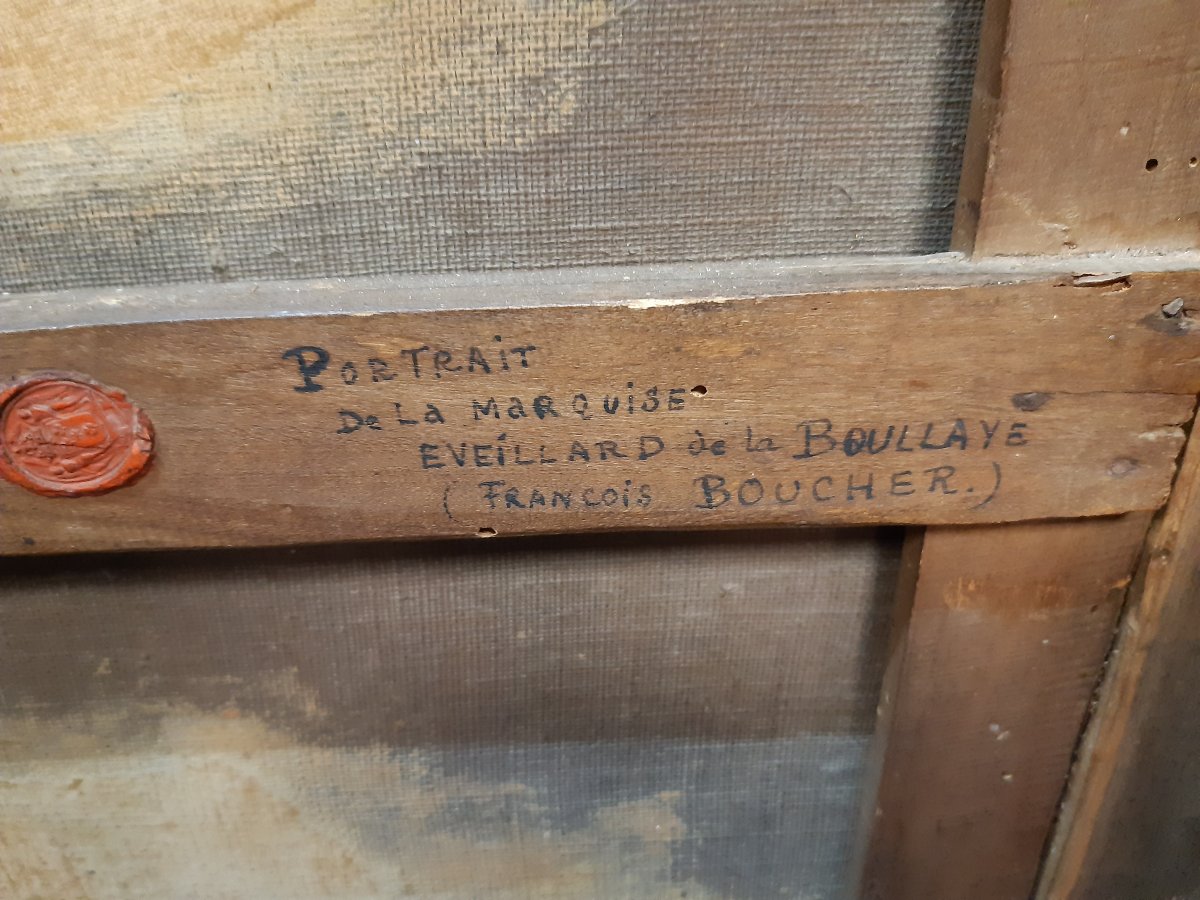 PORTRAiT
De La MaRQUiSE
EVEiLLARD de la BOULLAYE
(FRANCOiS BOUCHER.)